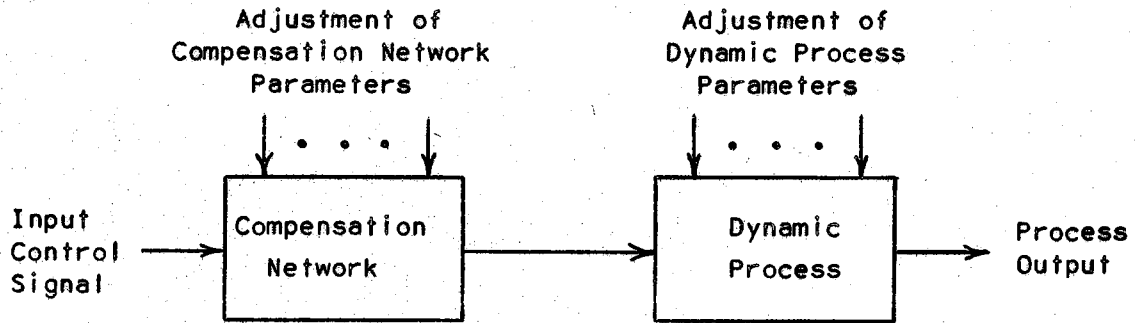 Adjustment of
Compensation Network
Parameters
Adjustment of
Dynamic Process
Parameters
Input
Control
Signal
Compensation
Network
Dynamic
Process
Process
Output